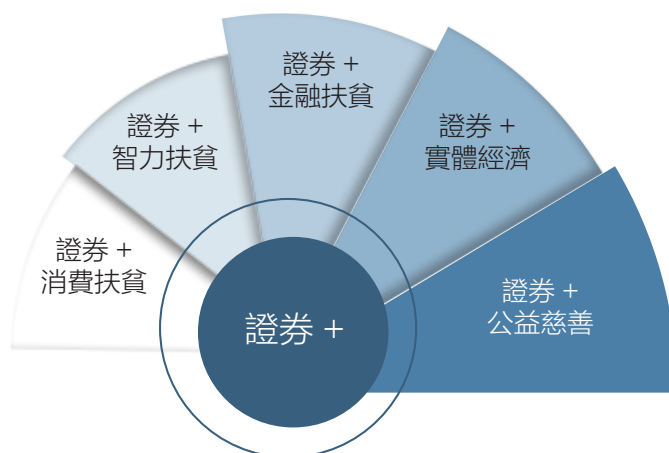 證券 +
消費扶貧
證券 +
智力扶貧
證券 +
金融扶貧
證券 +
實體經濟
證券 +
公益慈善
證券 +